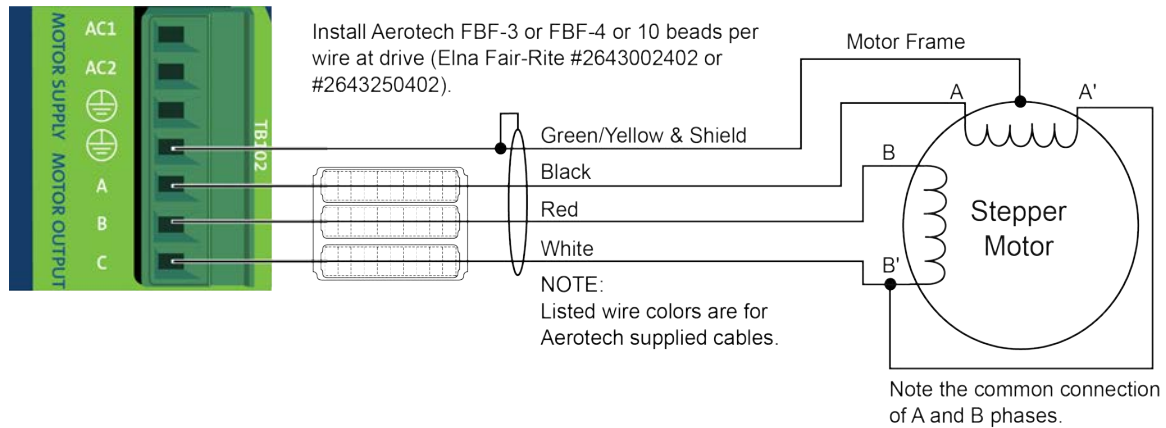 AC1
AC2
A
B
C
MOTOR SUPPLY
MOTOR OUTPUT
TB102
Install Aerotech FBF-3 or FBF-4 or 10 beads per
wire at drive (Elna Fair-Rite #2643002402 or
#2643250402).
Green/Yellow & Shield
Black
Red
White
NOTE:
Listed wire colors are for
Aerotech supplied cables.
Motor Frame
A
A'
B
B'
Stepper
Motor
Note the common connection
of A and B phases.